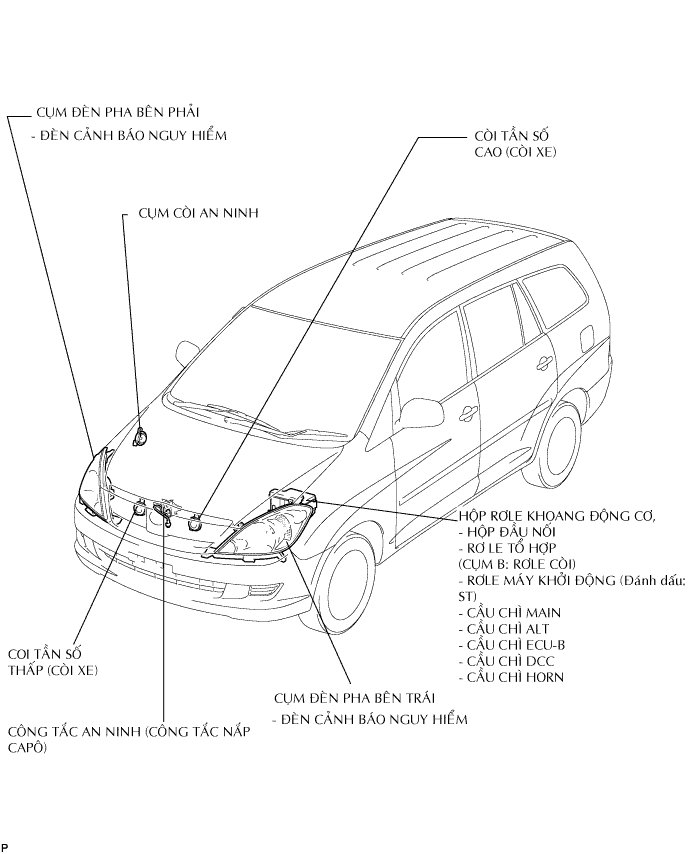 CỤM ĐÈN PHA BÊN PHẢI
- ĐÈN CẢNH BÁO NGUY HIỂM
CÒI TẦN SỐ
CAO (CÒI XE)
CỤM CÒI AN NINH
HỘP RƠLE KHOANG ĐỘNG CƠ,
- HỘP ĐẦU NỐI
- RƠ LE TỔ HỢP
(CỤM B: RƠLE CÒI)
- RƠLE MÁY KHỞI ĐỘNG (Đánh dấu:
ST)
- CẦU CHÌ MAIN
- CẦU CHÌ ALT
- CẦU CHÌ ECU-B
- CẦU CHÌ DCC
- CẦU CHÌ HORN
COI TẦN SỐ
THẤP (CÒI XE)
CỤM ĐÈN PHA BÊN TRÁI
- ĐÈN CẢNH BÁO NGUY HIỂM
CÔNG TẮC AN NINH (CÔNG TẮC NẮP
CAPÔ)
P